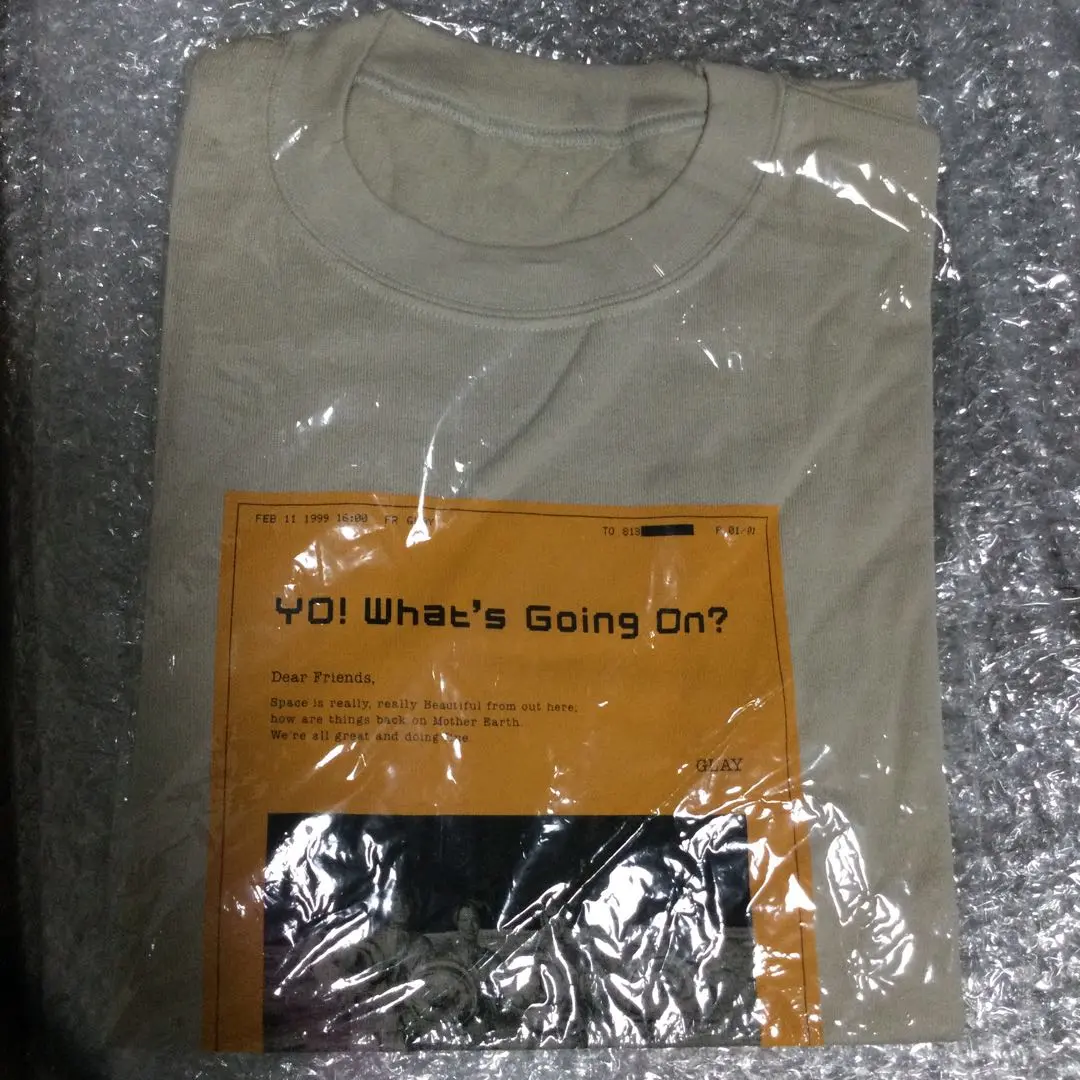 FEB 11 1999 16:00 FR GLAY
TO 813 P.01/01
YO! What's Going On?
Dear Friends,
Space is really, really Beautiful from out here;
how are things back on Mother Earth.
We're all great and doing
GLAY